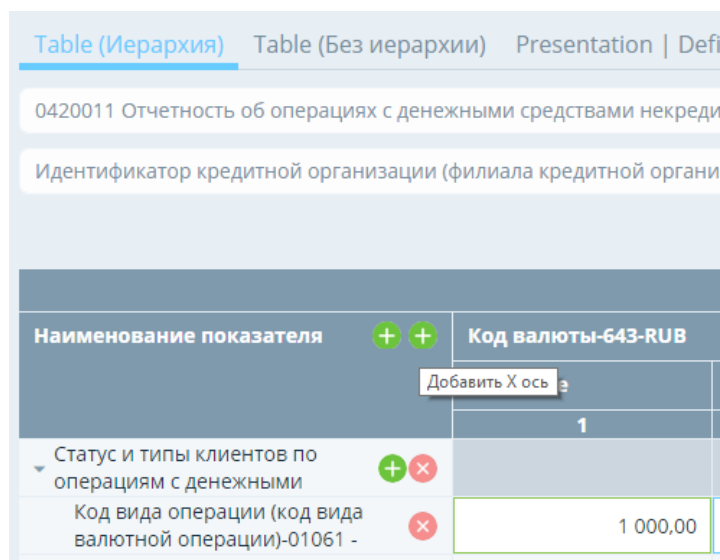 Table (Иерархия) Table (Без иерархии) Presentation | Defi
0420011 Отчетность об операциях с денежными средствами некреди
Идентификатор кредитной организации (филиала кредитной органи
Наименование показателя Код валюты-643-RUB
Добавить X ось е
1
Статус и типы клиентов по
операциям с денежными
Код вида операции (код вида
валютной операции)-01061 - 1 000,00